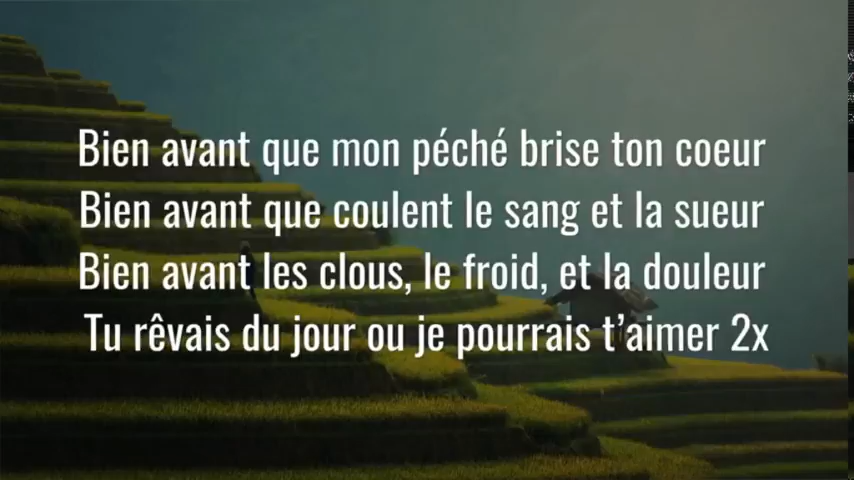 Bien avant que mon péché brise ton coeur
Bien avant que coulent le sang et la sueur
Bien avant les clous, le froid, et la douleur
Tu rêvais du jour ou je pourrais t’aimer 2x